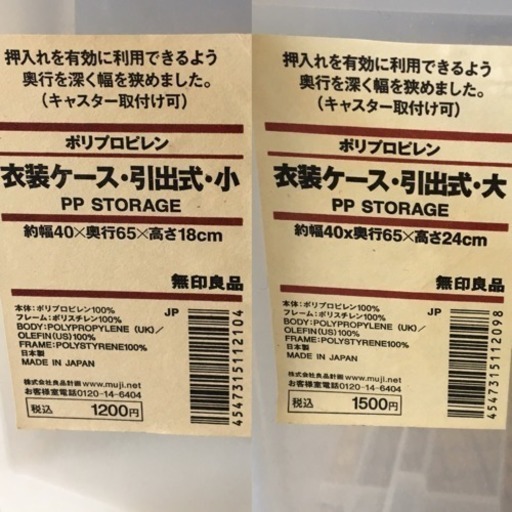 押入れを有効に利用できるよう
奥行を深く幅を狭めました。
（キャスター取付け可）
ポリプロピレン
衣装ケース・引出式・小
PP STORAGE
約幅40×奥行65×高さ18cm
無印良品
本体：ポリプロピレン100%
フレーム：ポリスチレン100%
BODY:POLYPROPYLENE (UK)／
OLEFIN(US)100%
FRAME:POLYSTYRENE100%
日本製
MADE IN JAPAN
JP
株式会社良品計画 www.muji.net
お客様室電話0120-14-6404
税込 1200円
4547315112104
押入れを有効に利用できるよう
奥行を深く幅を狭めました。
（キャスター取付け可）
ポリプロピレン
衣装ケース・引出式・大
PP STORAGE
約幅40x奥行65×高さ24cm
無印良品
本体：ポリプロピレン100%
フレーム：ポリスチレン100%
BODY:POLYPROPYLENE (UK)／
OLEFIN(US)100%
FRAME:POLYSTYRENE100%
日本製
MADE IN JAPAN
JP
株式会社良品計画 www.muji.net
お客様室電話0120-14-6404
税込 1500円
4547315112098